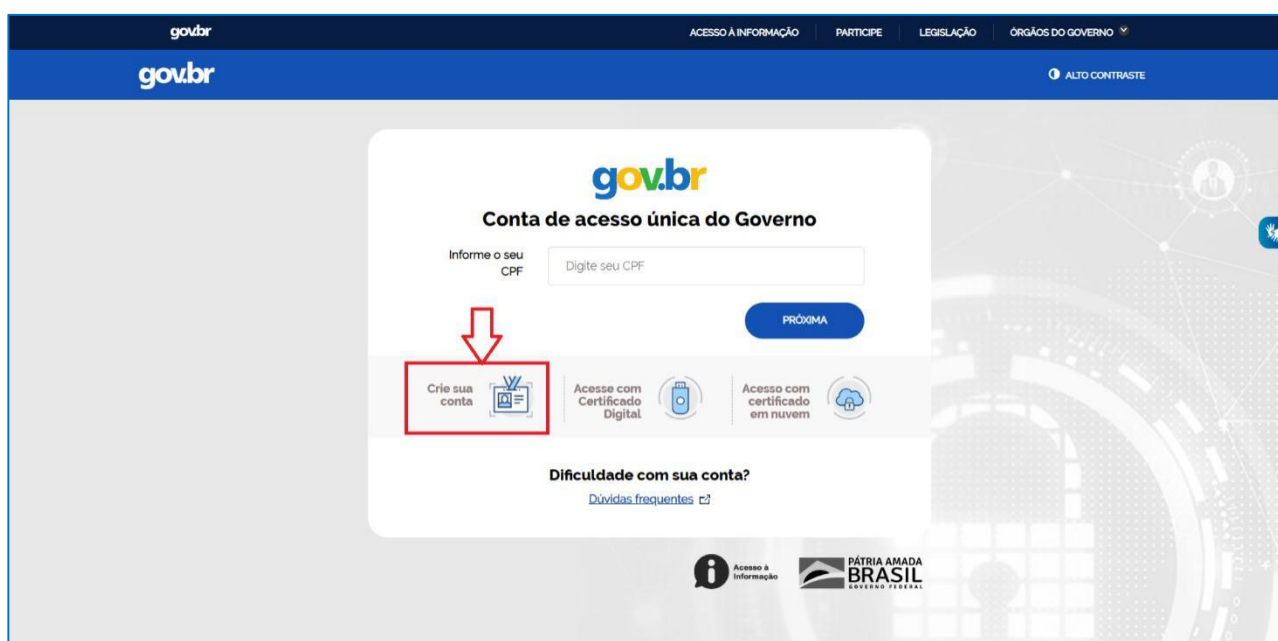 gov.br
ACESSO À INFORMAÇÃO
PARTICIPE
LEGISLAÇÃO
ÓRGÃOS DO GOVERNO
gov.br
ALTO CONTRASTE
gov.br
Conta de acesso única do Governo
Informe o seu
CPF
Digite seu CPF
PRÓXIMA
Crie sua
conta
Acesse com
Certificado
Digital
Acesso com
certificado
em nuvem
Dificuldade com sua conta?
Dúvidas frequentes
Acesso à
Informação
PÁTRIA AMADA
BRASIL
GOVERNO FEDERAL